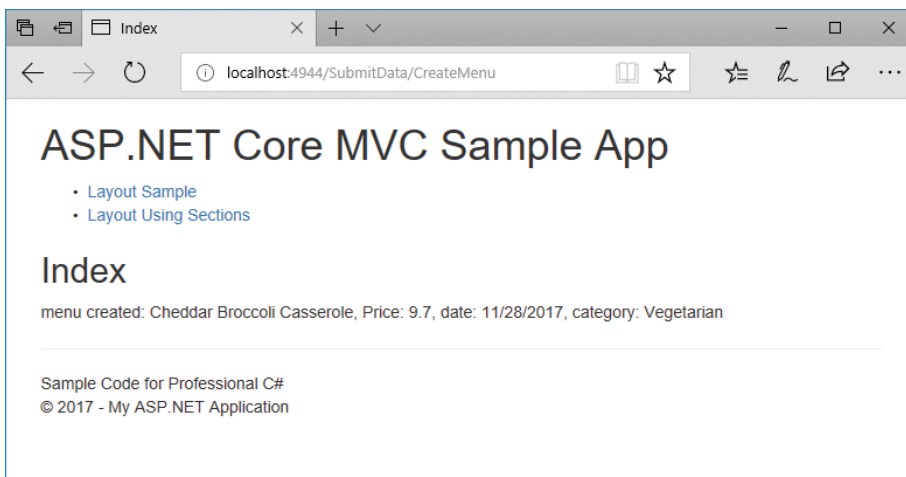 Index
localhost:4944/SubmitData/CreateMenu
ASP.NET Core MVC Sample App
• Layout Sample
• Layout Using Sections
Index
menu created: Cheddar Broccoli Casserole, Price: 9.7, date: 11/28/2017, category: Vegetarian
Sample Code for Professional C#
© 2017 - My ASP.NET Application